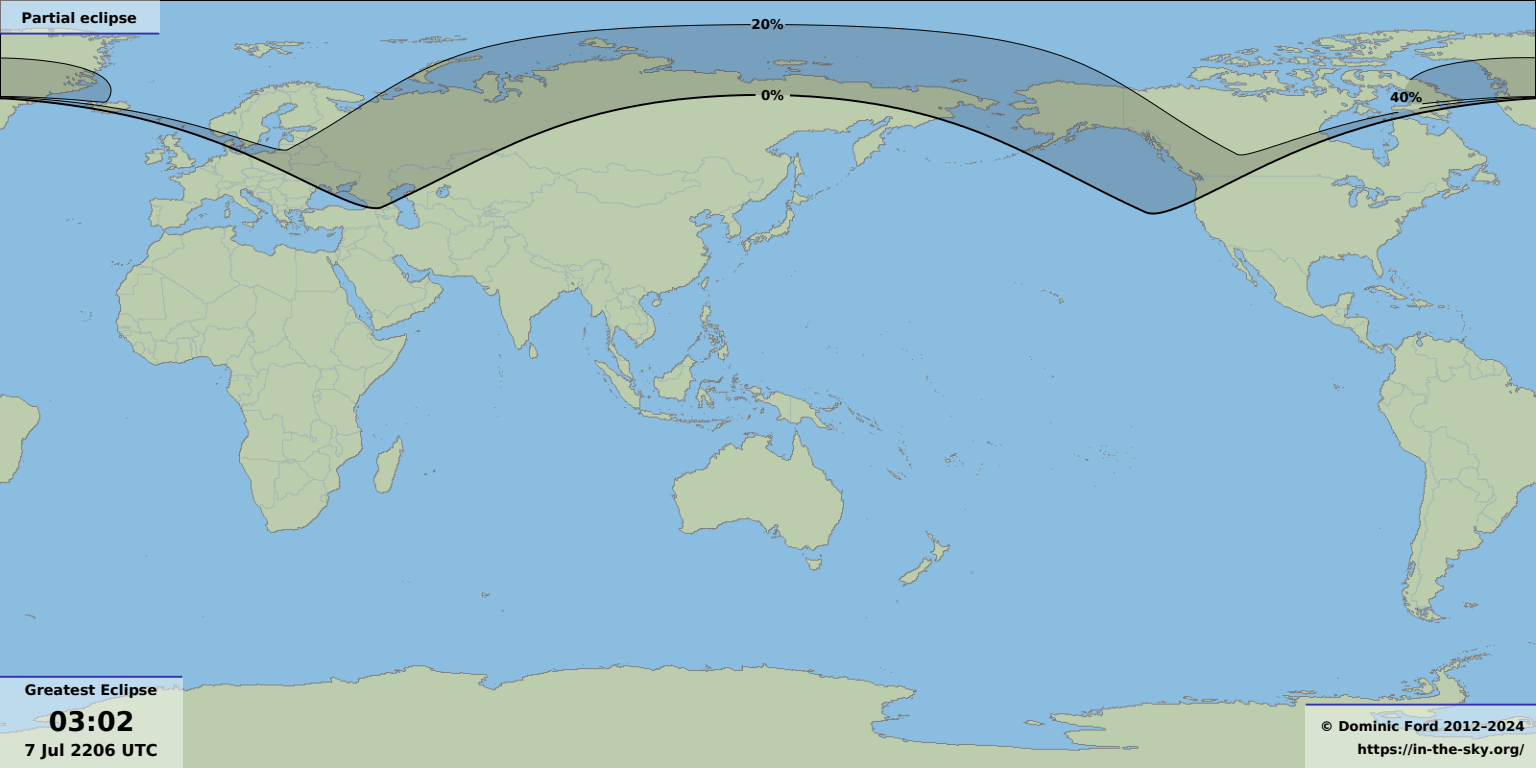 Partial eclipse
20%
0%
40%
Greatest Eclipse
03:02
7 Jul 2206 UTC
© Dominic Ford 2012–2024
https://in-the-sky.org/